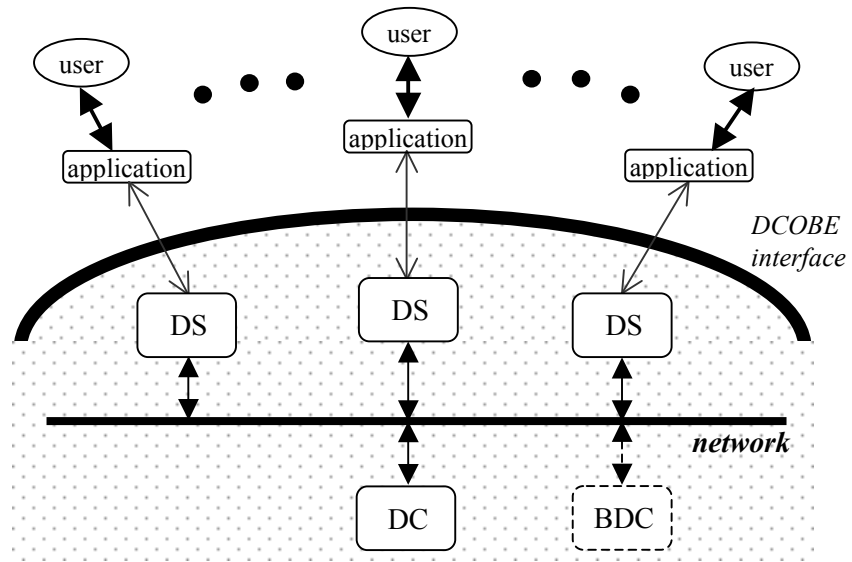 user
user
user
application
application
application
DCOBE
interface
DS
DS
DS
network
DC
BDC